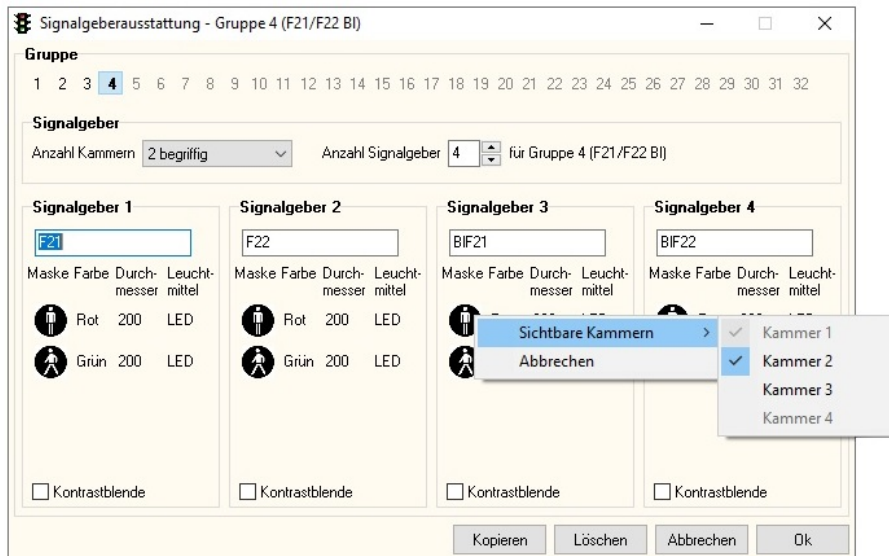 Signalgeberausstattung - Gruppe 4 (F21/F22 BI)
Gruppe
1 2 3 4 5 6 7 8 9 10 11 12 13 14 15 16 17 18 19 20 21 22 23 24 25 26 27 28 29 30 31 32
Signalgeber
Anzahl Kammern 2 begriffig Anzahl Signalgeber 4 für Gruppe 4 (F21/F22 BI)
Signalgeber 1 Signalgeber 2 Signalgeber 3 Signalgeber 4
F21 F22 BIF21 BIF22
Maske Farbe Durch- Leucht- Maske Farbe Durch- Leucht- Maske Farbe Durch- Leucht- Maske Farbe Durch- Leucht-
messer mittel messer mittel messer mittel messer mittel
Rot 200 LED Rot 200 LED
Sichtbare Kammern Kammer 1
Grün 200 LED Grün 200 LED Abbrechen Kammer 2
Kammer 3
Kammer 4
Kontrastblende Kontrastblende Kontrastblende Kontrastblende
Kopieren Löschen Abbrechen Ok